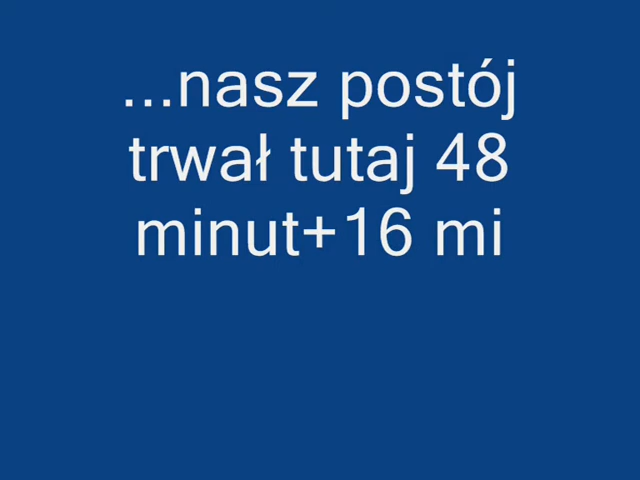 ...nasz postój
trwał tutaj 48
minut+16 mi